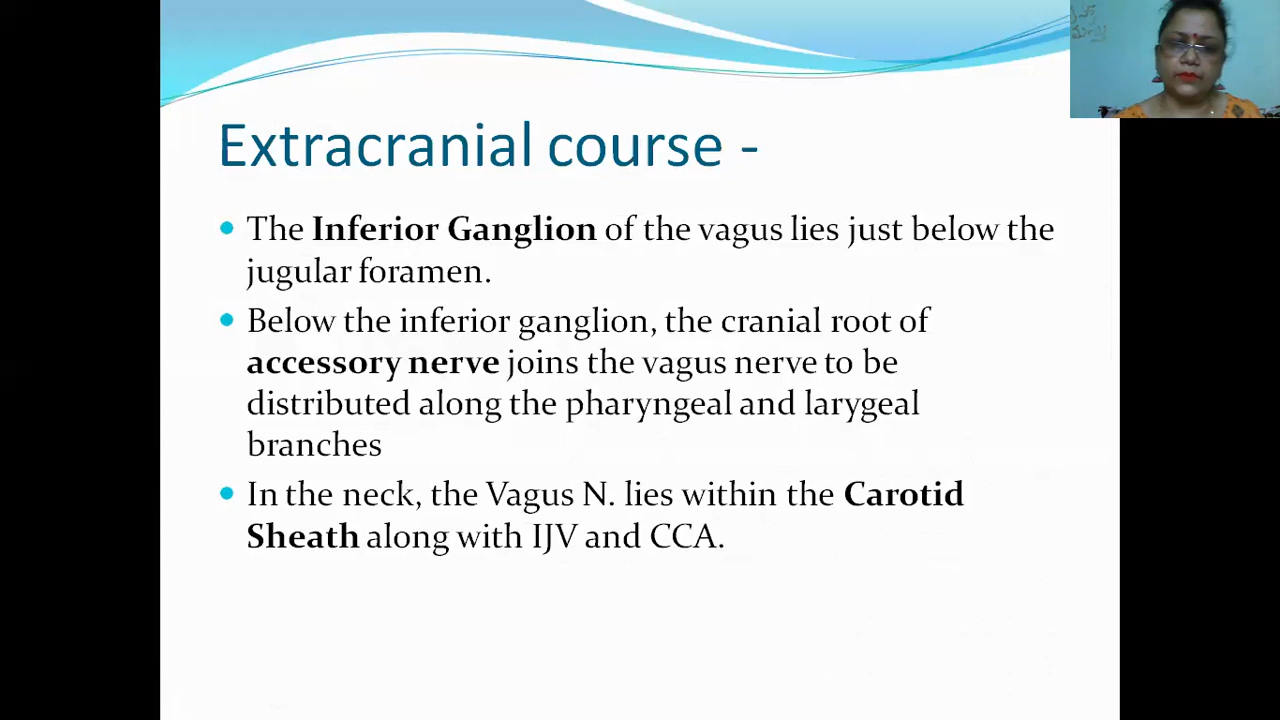 Extracranial course -
• The Inferior Ganglion of the vagus lies just below the
jugular foramen.
• Below the inferior ganglion, the cranial root of
accessory nerve joins the vagus nerve to be
distributed along the pharyngeal and larygeal
branches
• In the neck, the Vagus N. lies within the Carotid
Sheath along with IJV and CCA.